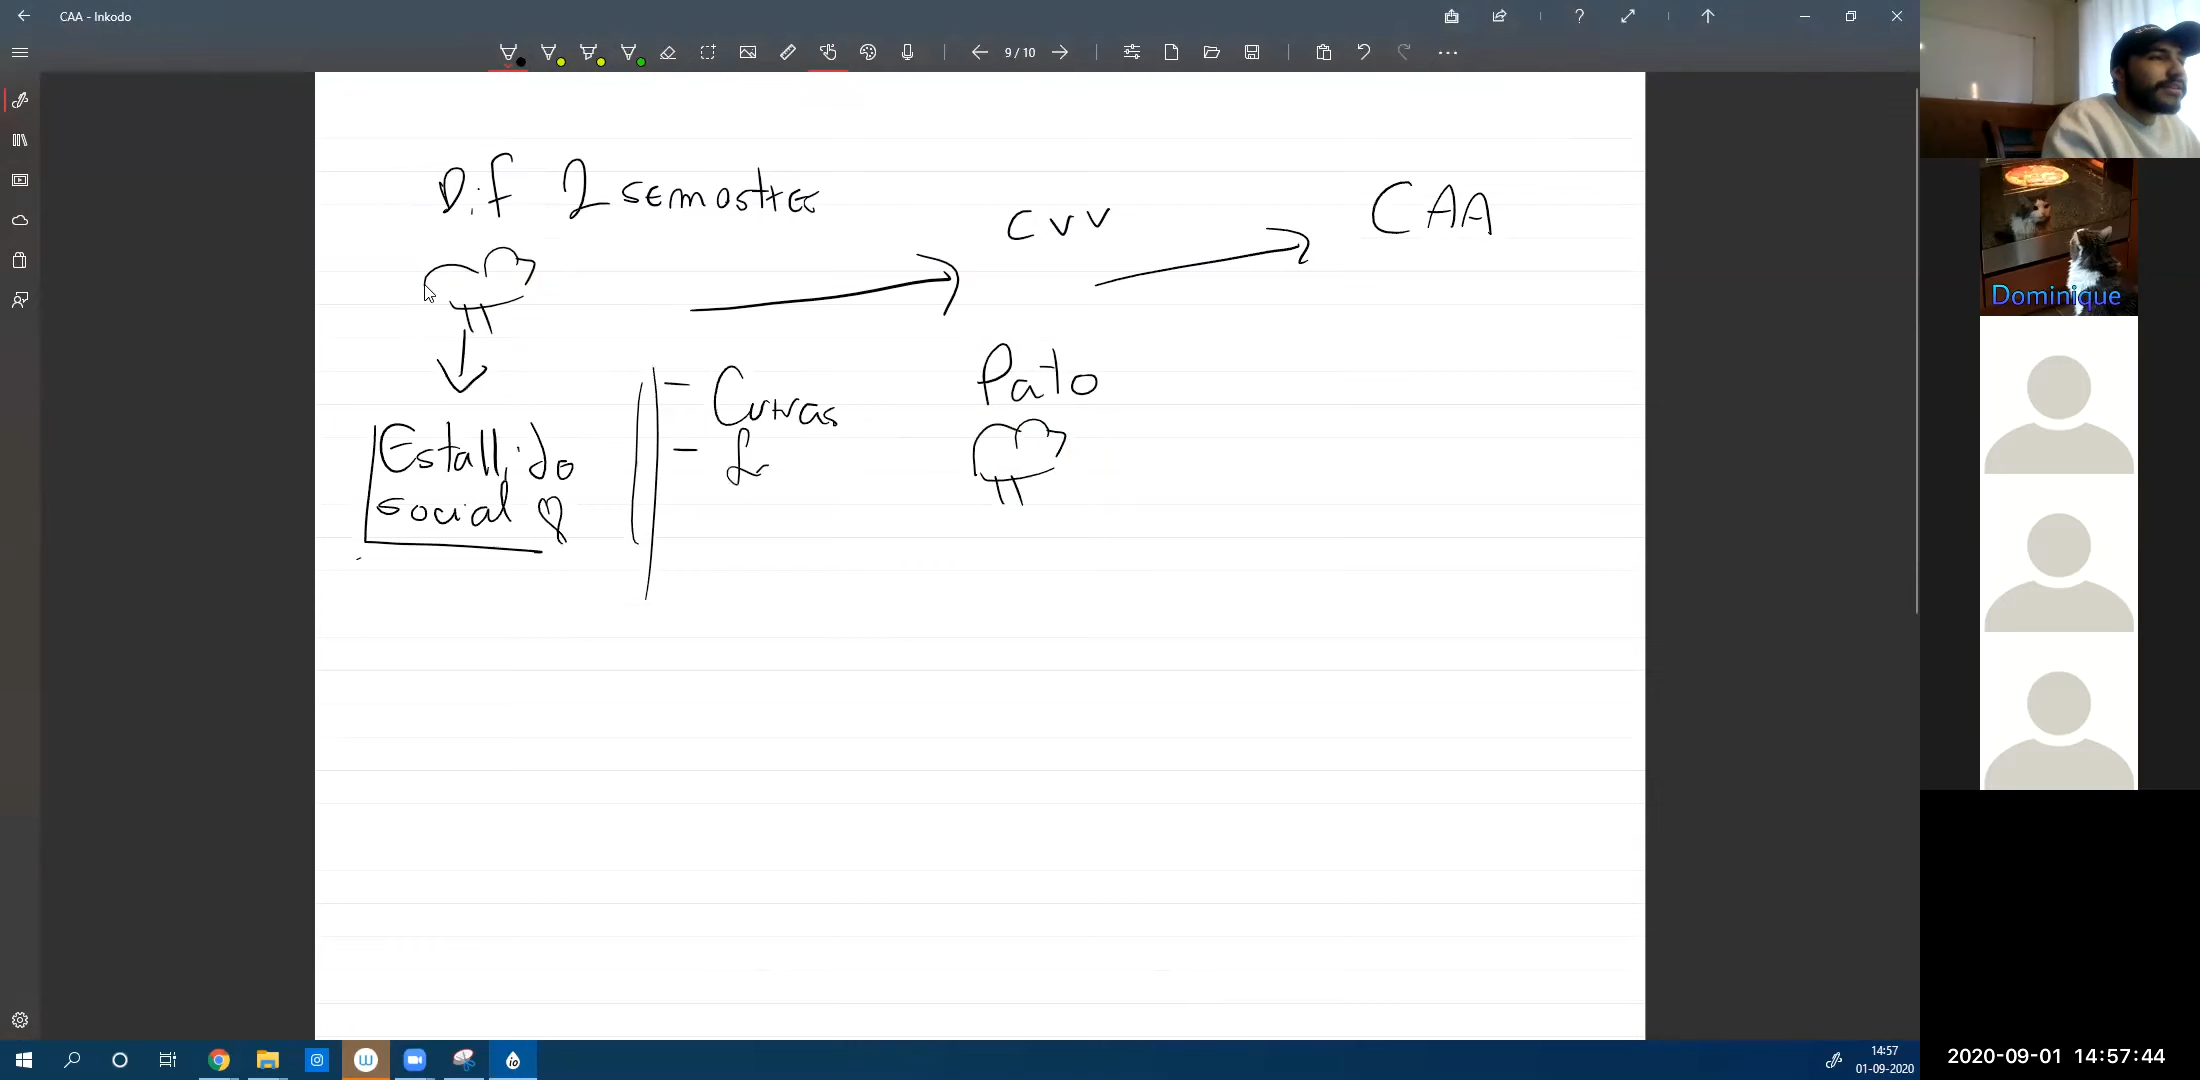 CAA - Inkodo
9 / 10
Dif 2 semestre
CVV
CAA
Pato
- Curvas
Estallido
social
Dominique
14:57
01-09-2020
2020-09-01 14:57:44